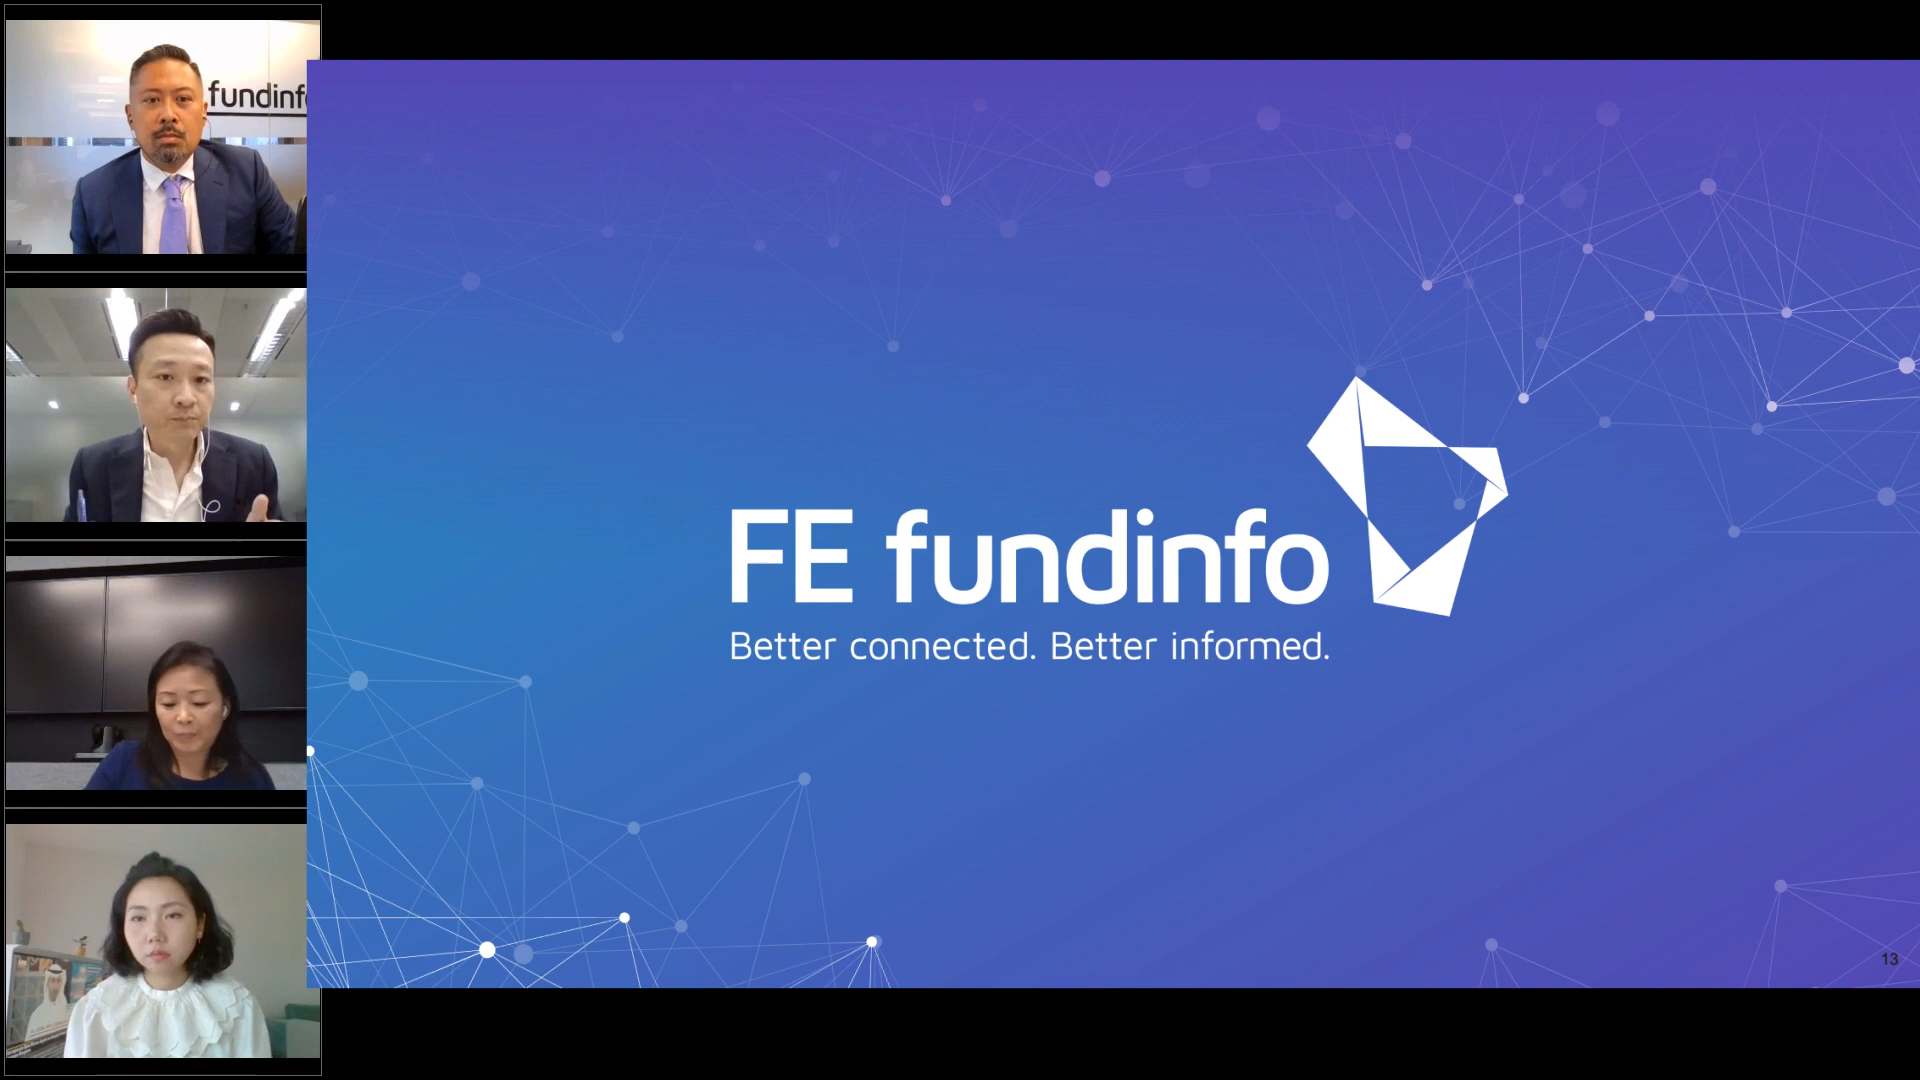 fundinf
FE fundinfo
Better connected. Better informed.
13